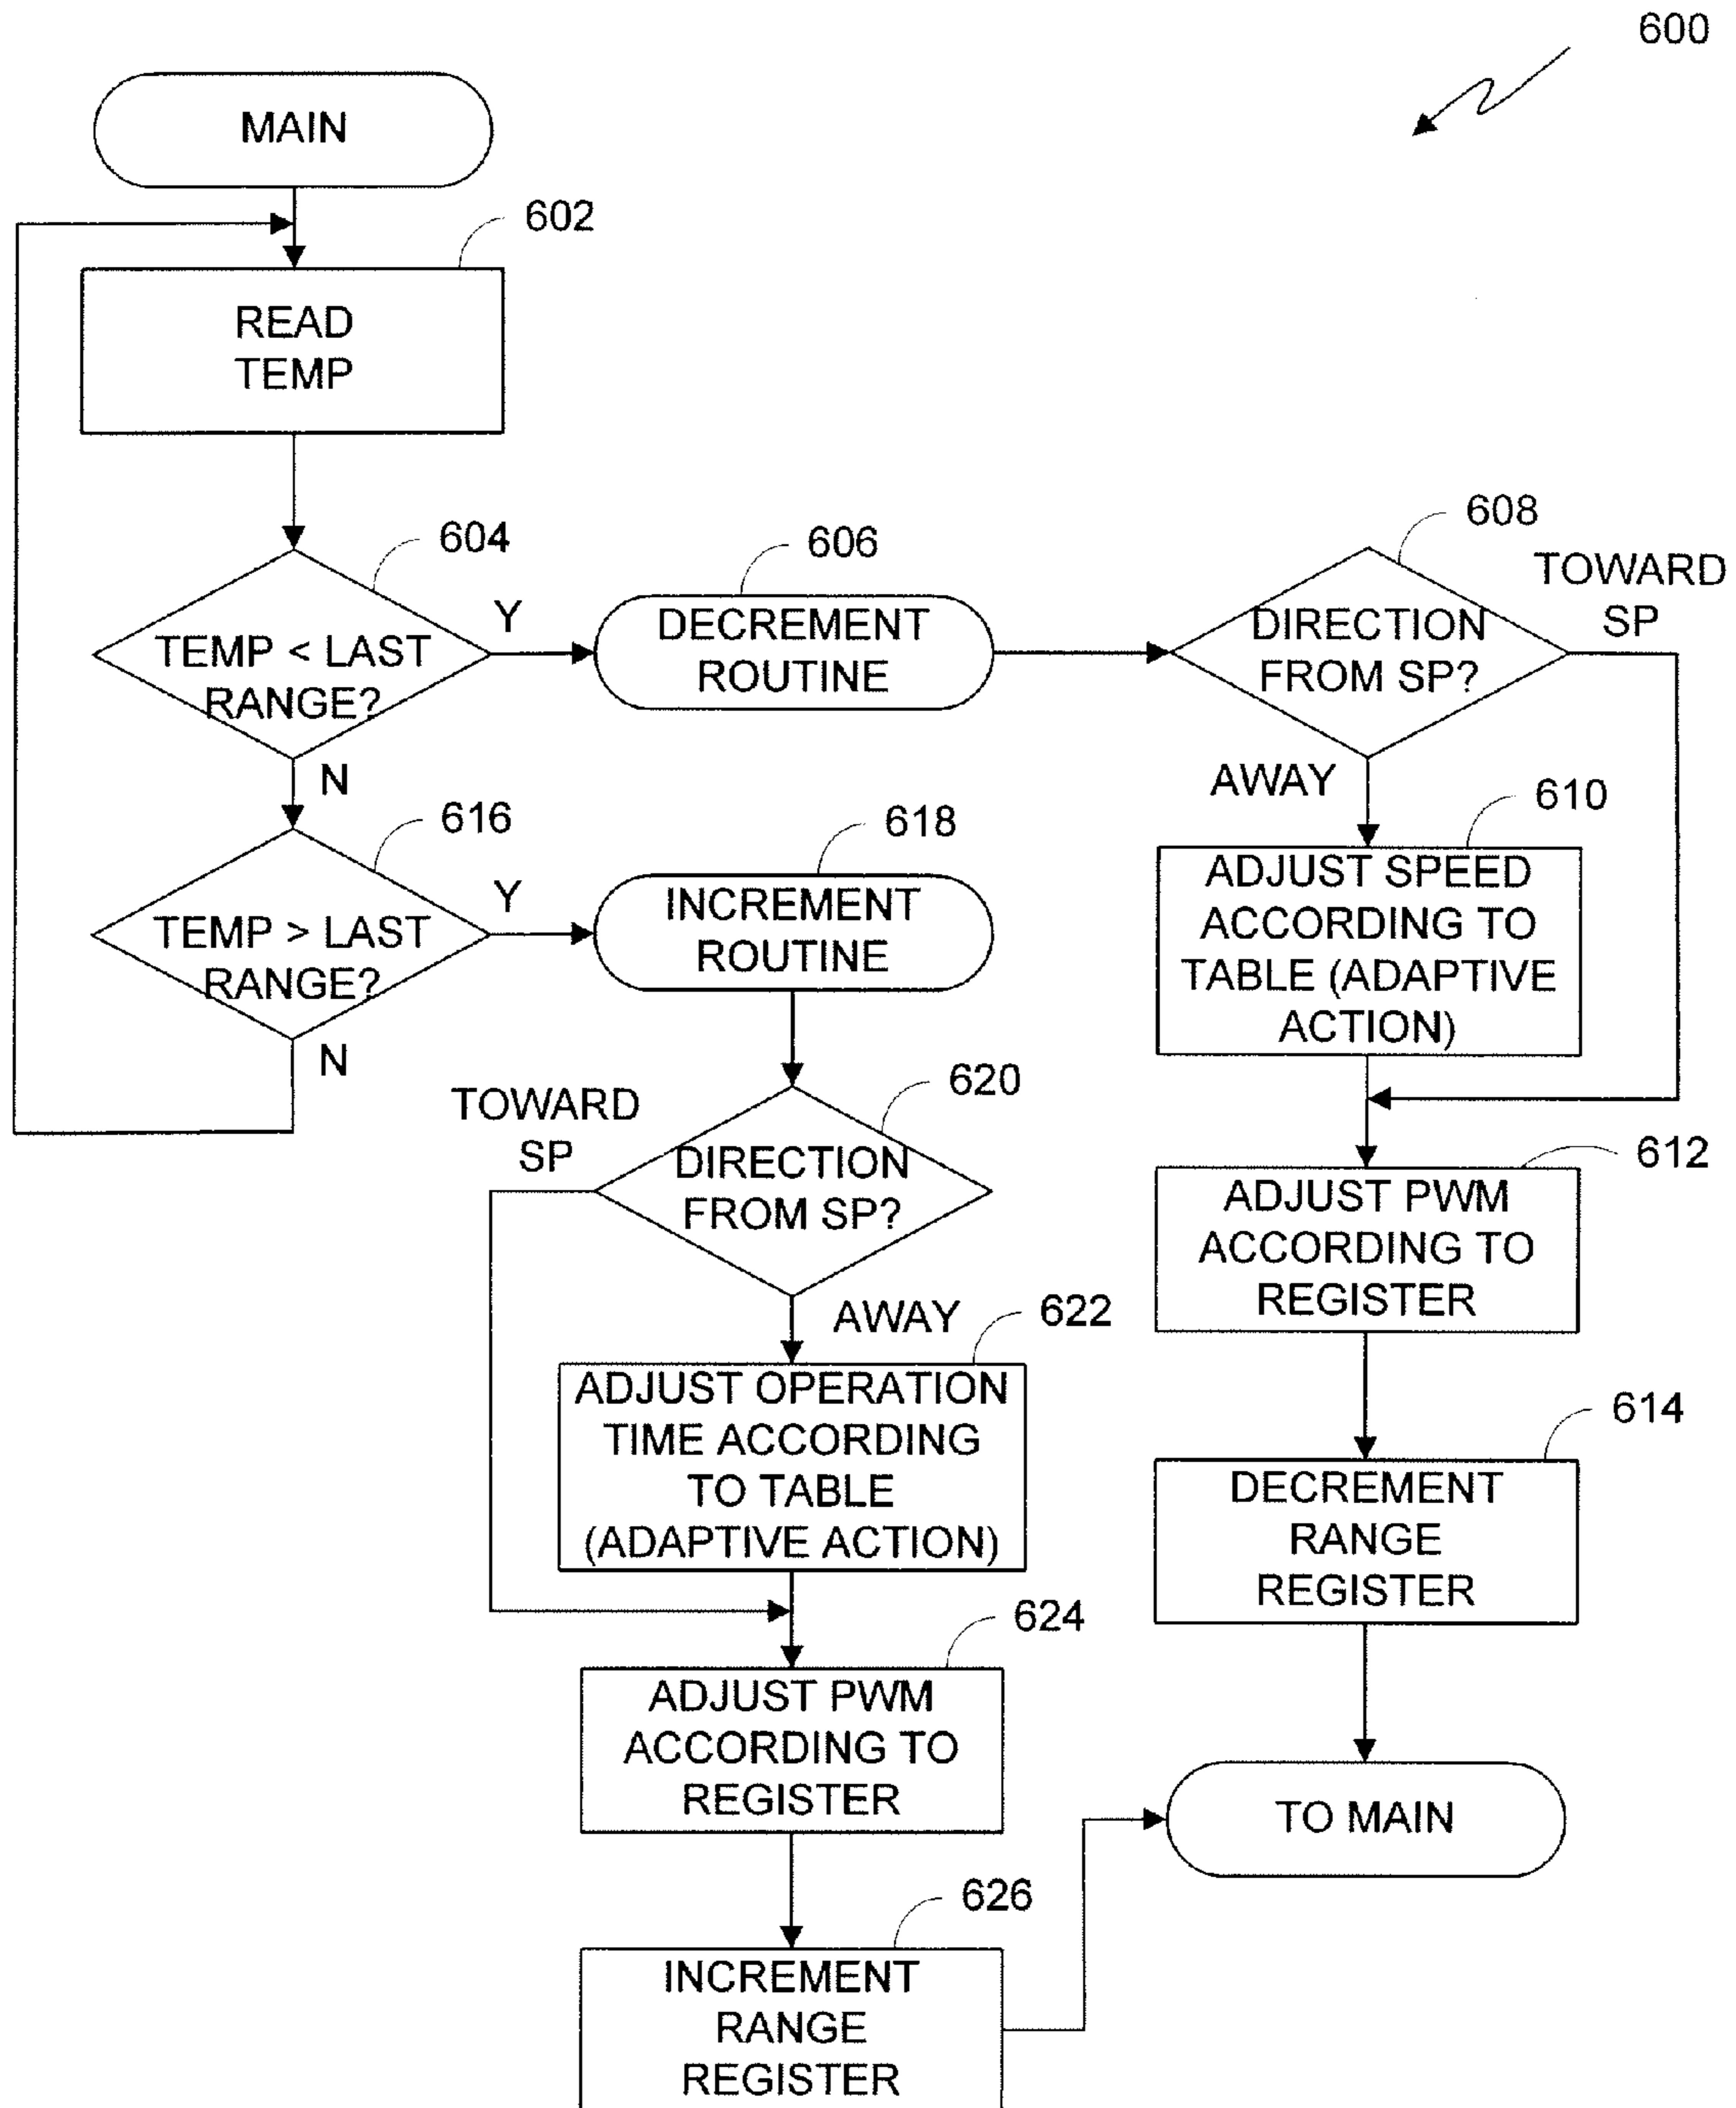 600
MAIN
602
READ
TEMP
604
TEMP < LAST
RANGE?
Y
N
606
DECREMENT
ROUTINE
608
DIRECTION
FROM SP?
TOWARD
SP
AWAY
610
ADJUST SPEED
ACCORDING TO
TABLE (ADAPTIVE
ACTION)
612
ADJUST PWM
ACCORDING TO
REGISTER
614
DECREMENT
RANGE
REGISTER
616
TEMP > LAST
RANGE?
Y
N
618
INCREMENT
ROUTINE
620
DIRECTION
FROM SP?
TOWARD
SP
AWAY
622
ADJUST OPERATION
TIME ACCORDING
TO TABLE
(ADAPTIVE ACTION)
624
ADJUST PWM
ACCORDING TO
REGISTER
626
INCREMENT
RANGE
REGISTER
TO MAIN